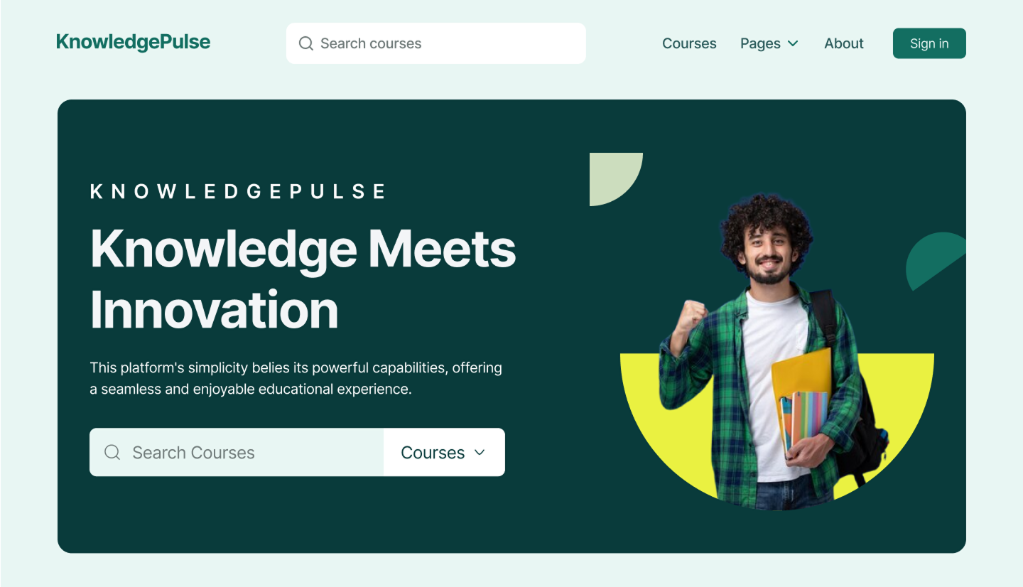 KnowledgePulse
Search courses
Courses
Pages
About
Sign in
KNOWLEDGEPULSE
Knowledge Meets
Innovation
This platform's simplicity belies its powerful capabilities, offering
a seamless and enjoyable educational experience.
Search Courses
Courses